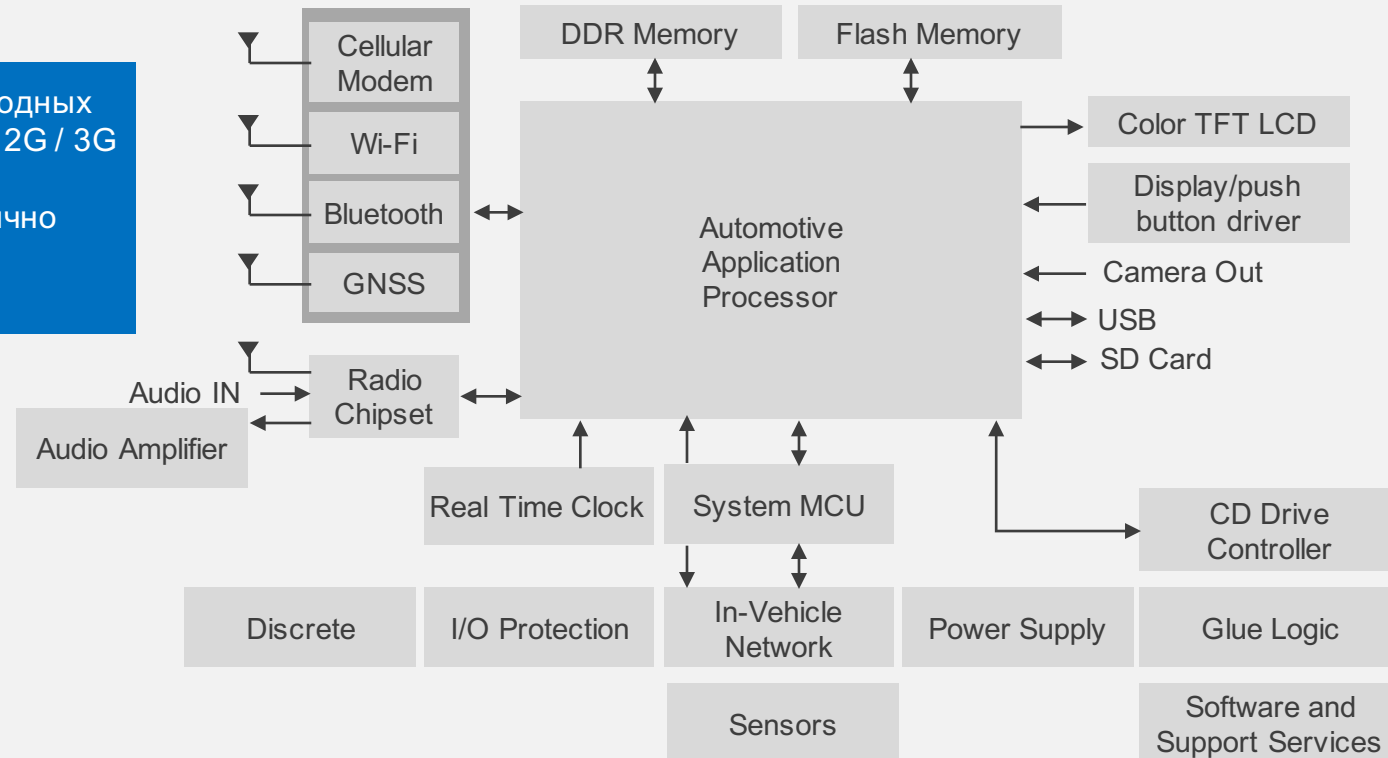 Cellular
Modem
Wi-Fi
Bluetooth
GNSS
DDR Memory
Flash Memory
2G / 3G
Automotive
Application
Processor
Color TFT LCD
Display/push
button driver
Camera Out
USB
SD Card
Radio
Chipset
Audio IN
Audio Amplifier
Real Time Clock
System MCU
CD Drive
Controller
Discrete
I/O Protection
In-Vehicle
Network
Power Supply
Glue Logic
Sensors
Software and
Support Services